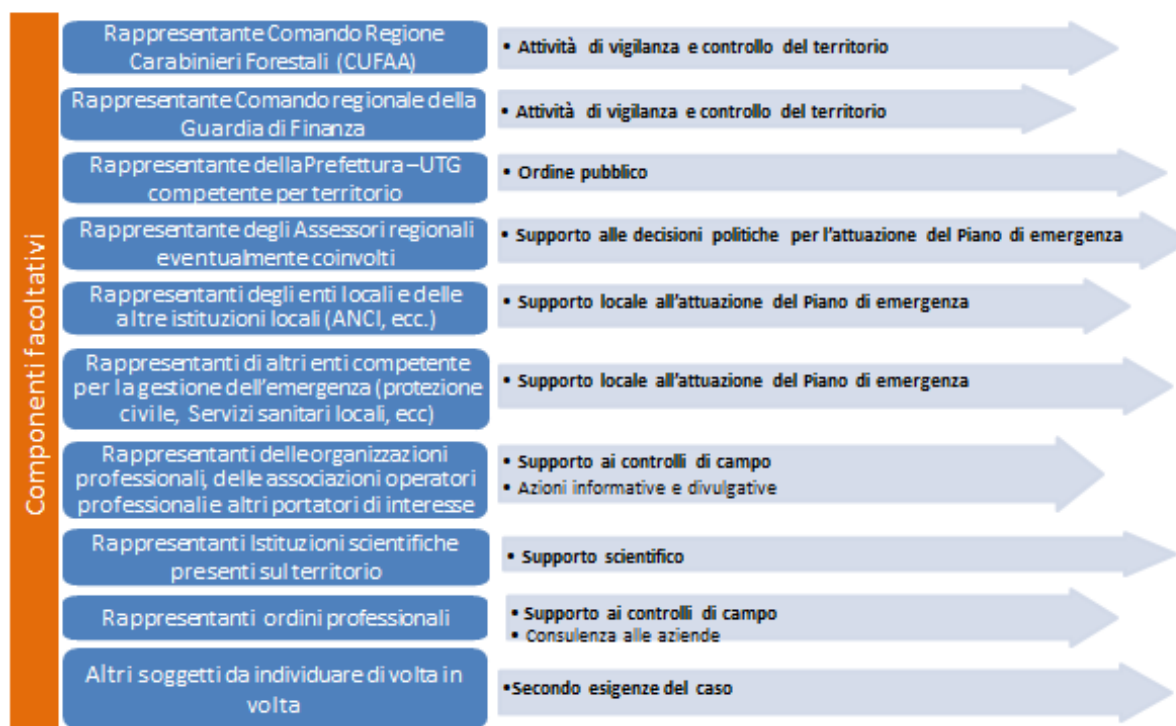 Componenti facoltativi
Rappresentante Comando Regione
Carabinieri Forestali (CUFAA)
• Attività di vigilanza e controllo del territorio
Rappresentante Comando regionale della
Guardia di Finanza
• Attività di vigilanza e controllo del territorio
Rappresentante della Prefettura – UTG
competente per territorio
• Ordine pubblico
Rappresentante degli Assessori regionali
eventualmente coinvolti
• Supporto alle decisioni politiche per l'attuazione del Piano di emergenza
Rappresentanti degli enti locali e delle
altre istituzioni locali (ANCI, ecc.)
• Supporto locale all'attuazione del Piano di emergenza
Rappresentanti di altri enti competente
per la gestione dell'emergenza (protezione
civile, Servizi sanitari locali, ecc)
• Supporto locale all'attuazione del Piano di emergenza
Rappresentanti delle organizzazioni
professionali, delle associazioni operatori
professionali e altri portatori di interesse
• Supporto ai controlli di campo
• Azioni informative e divulgative
Rappresentanti Istituzioni scientifiche
presenti sul territorio
• Supporto scientifico
Rappresentanti ordini professionali
• Supporto ai controlli di campo
• Consulenza alle aziende
Altri soggetti da individuare di volta in
volta
•Secondo esigenze del caso